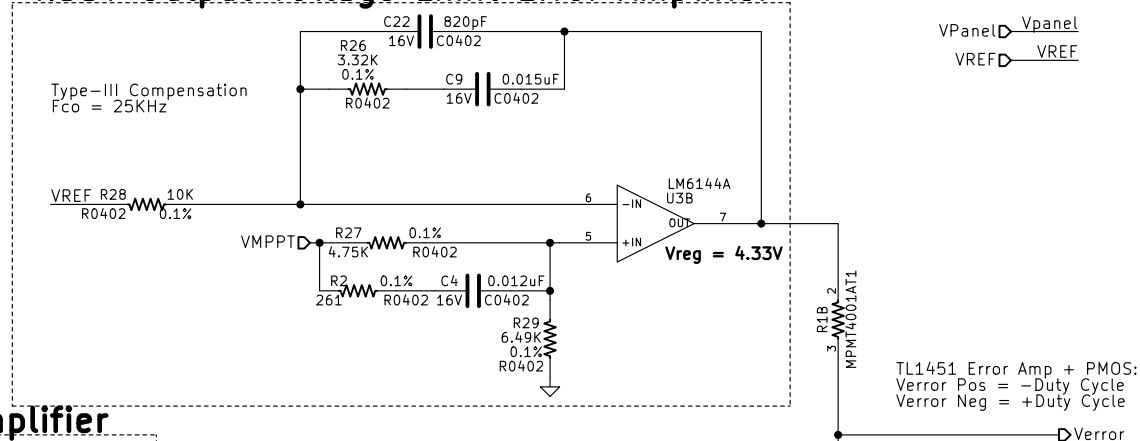 C22 820pF
16V C0402
R26
3.32K
0.1%
R0402
C9 0.015uF
16V C0402
Type-III Compensation
Fco = 25KHz
VPanel Vpanel
VREF VREF
VREF R28 10K
R0402 0.1%
6
LM6144A
U3B
-IN
OUT 7
VMPPT
R27 0.1%
4.75K R0402
5
+IN
Vreg = 4.33V
R2 0.1% C4 0.012uF
261 R0402 16V C0402
R29
6.49K
0.1%
R0402
2
R1B
MPMT4001AT1
3
TL1451 Error Amp + PMOS:
Verror Pos = -Duty Cycle
Verror Neg = +Duty Cycle
plifier
Verror